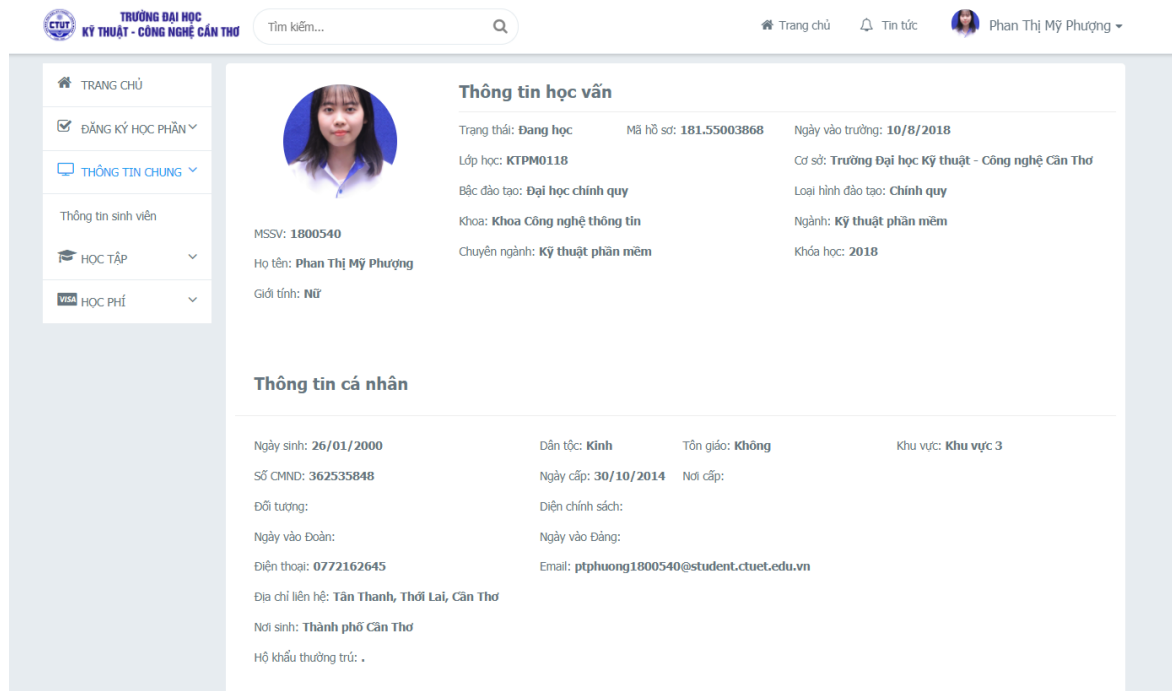 TRƯỜNG ĐẠI HỌC
KỸ THUẬT - CÔNG NGHỆ CẦN THƠ
CTUT
Tìm kiếm...
Trang chủ
Tin tức
Phan Thị Mỹ Phượng
TRANG CHỦ
ĐĂNG KÝ HỌC PHẦN
THÔNG TIN CHUNG
Thông tin sinh viên
HỌC TẬP
VISA HỌC PHÍ
MSSV: 1800540
Họ tên: Phan Thị Mỹ Phượng
Giới tính: Nữ
Thông tin học vấn
Trạng thái: Đang học Mã hồ sơ: 181.55003868 Ngày vào trường: 10/8/2018
Lớp học: KTPM0118 Cơ sở: Trường Đại học Kỹ thuật - Công nghệ Cần Thơ
Bậc đào tạo: Đại học chính quy Loại hình đào tạo: Chính quy
Khoa: Khoa Công nghệ thông tin Ngành: Kỹ thuật phần mềm
Chuyên ngành: Kỹ thuật phần mềm Khóa học: 2018
Thông tin cá nhân
Ngày sinh: 26/01/2000 Dân tộc: Kinh Tôn giáo: Không Khu vực: Khu vực 3
Số CMND: 362535848 Ngày cấp: 30/10/2014 Nơi cấp:
Đối tượng: Diện chính sách:
Ngày vào Đoàn: Ngày vào Đảng:
Điện thoại: 0772162645 Email: ptphuong1800540@student.ctuet.edu.vn
Địa chỉ liên hệ: Tân Thanh, Thới Lai, Cần Thơ
Nơi sinh: Thành phố Cần Thơ
Hộ khẩu thường trú: .